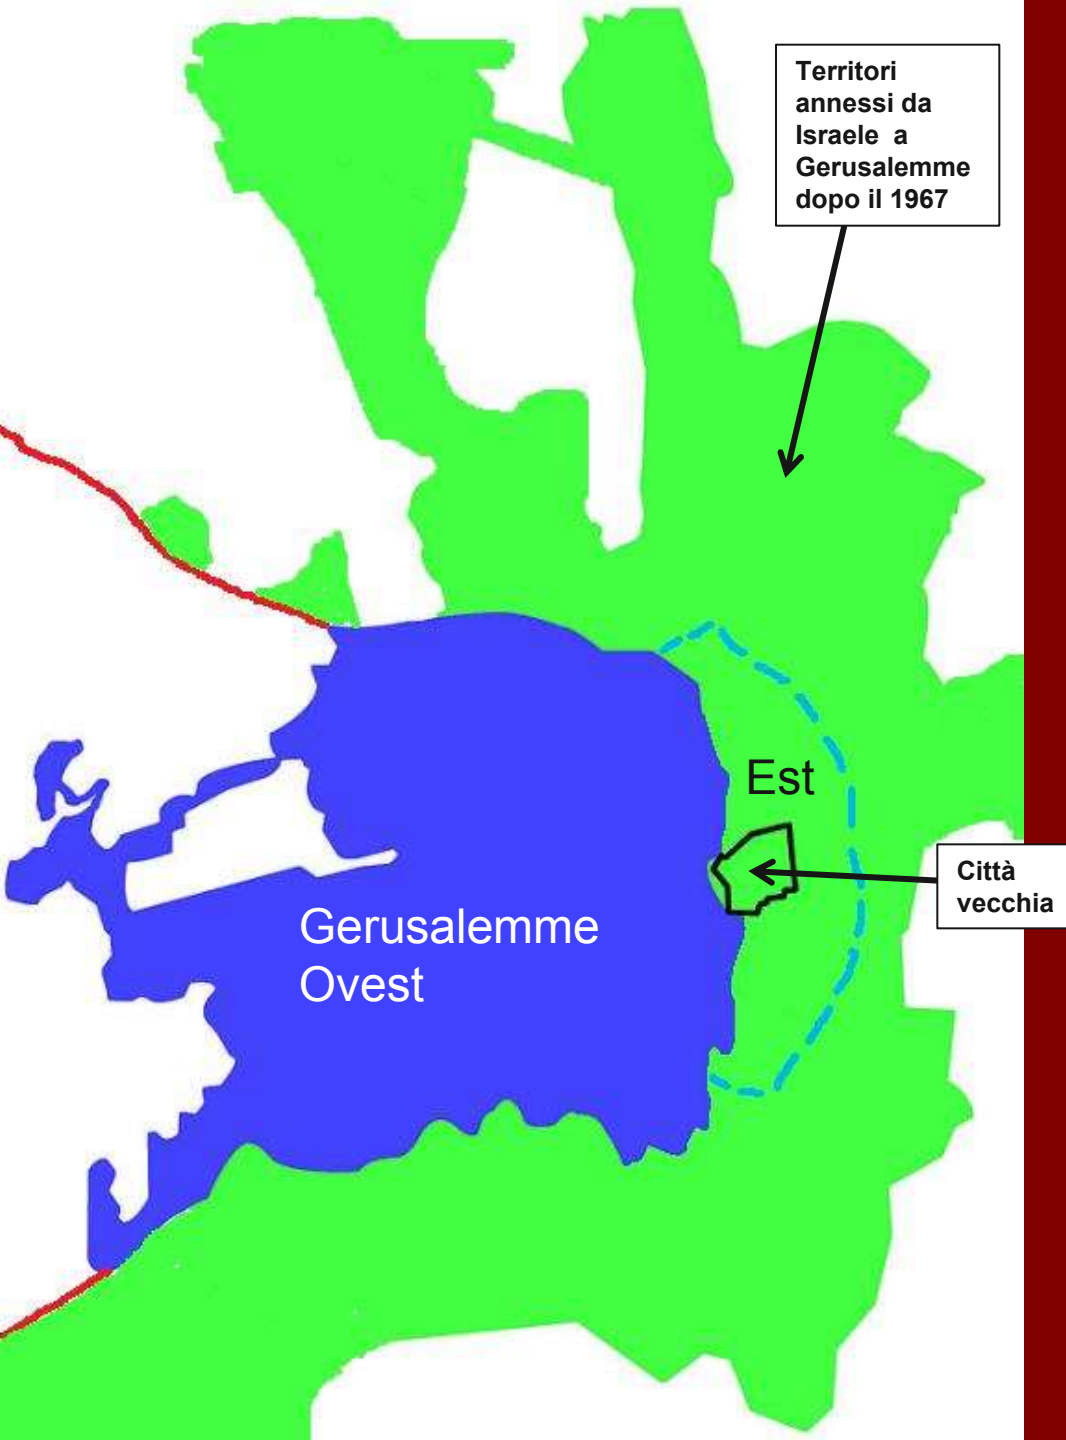 Territori
annessi da
Israele a
Gerusalemme
dopo il 1967
Est
Città
vecchia
Gerusalemme
Ovest